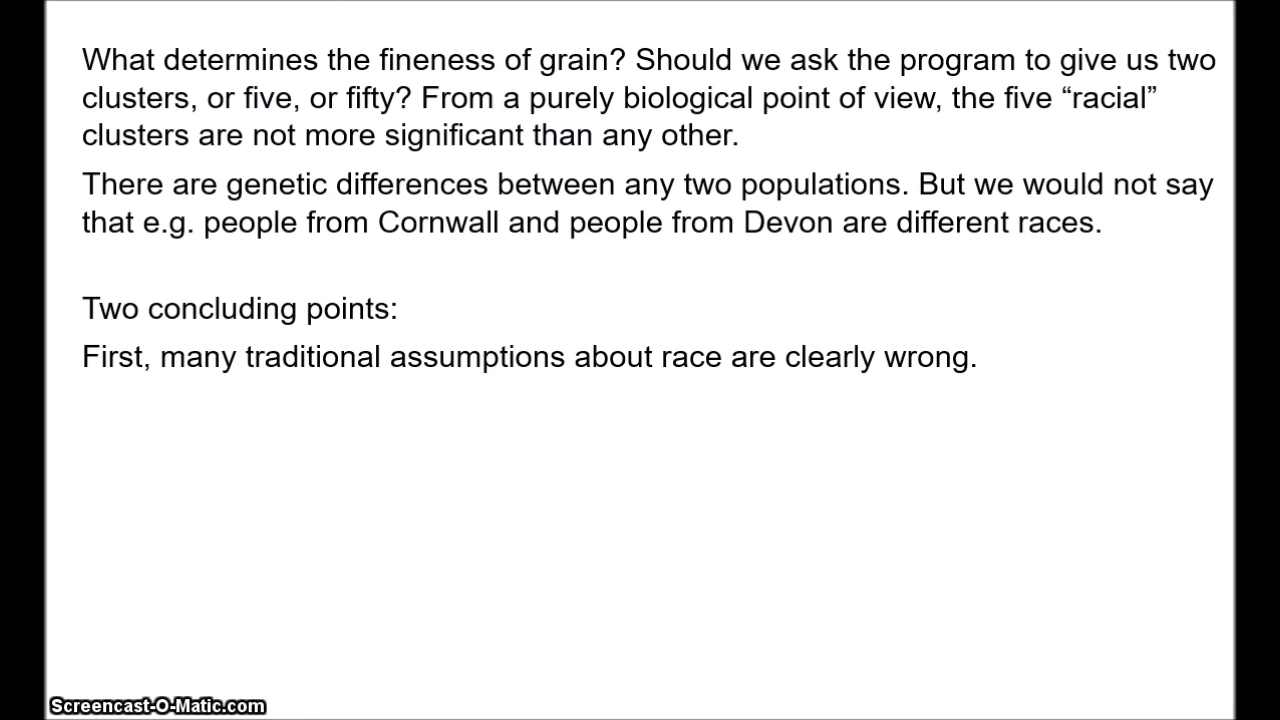 What determines the fineness of grain? Should we ask the program to give us two
clusters, or five, or fifty? From a purely biological point of view, the five “racial”
clusters are not more significant than any other.
There are genetic differences between any two populations. But we would not say
that e.g. people from Cornwall and people from Devon are different races.
Two concluding points:
First, many traditional assumptions about race are clearly wrong.
Screencast-O-Matic.com